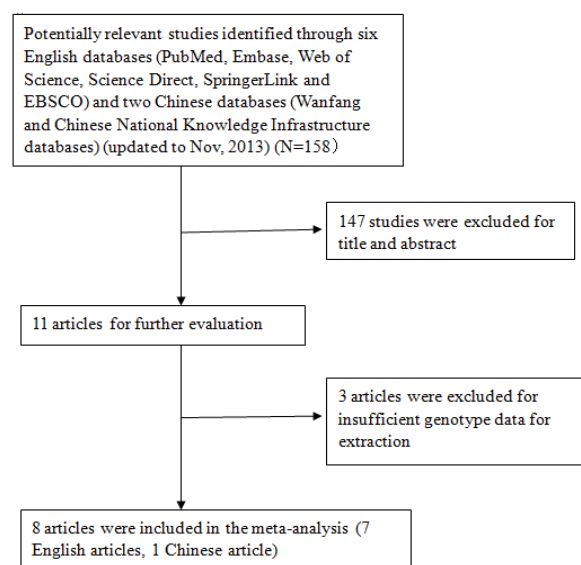 Potentially relevant studies identified through six
English databases (PubMed, Embase, Web of
Science, Science Direct, SpringerLink and
EBSCO) and two Chinese databases (Wanfang
and Chinese National Knowledge Infrastructure
databases) (updated to Nov, 2013) (N=158)
147 studies were excluded for
title and abstract
11 articles for further evaluation
3 articles were excluded for
insufficient genotype data for
extraction
8 articles were included in the meta-analysis (7
English articles, 1 Chinese article)